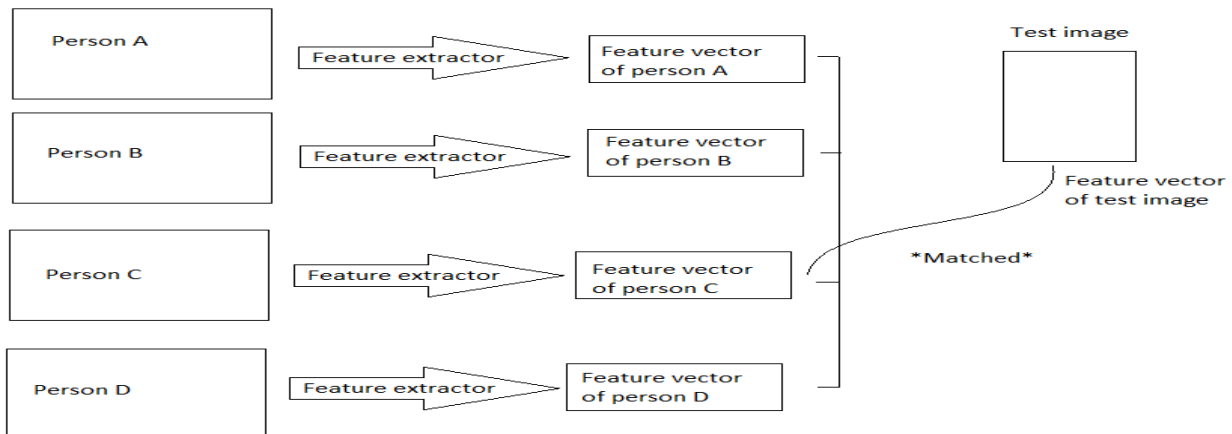 Person A
Feature extractor
Feature vector
of person A
Test image
Person B
Feature extractor
Feature vector
of person B
Feature vector
of test image
Person C
Feature extractor
Feature vector
of person C
*Matched*
Person D
Feature extractor
Feature vector
of person D